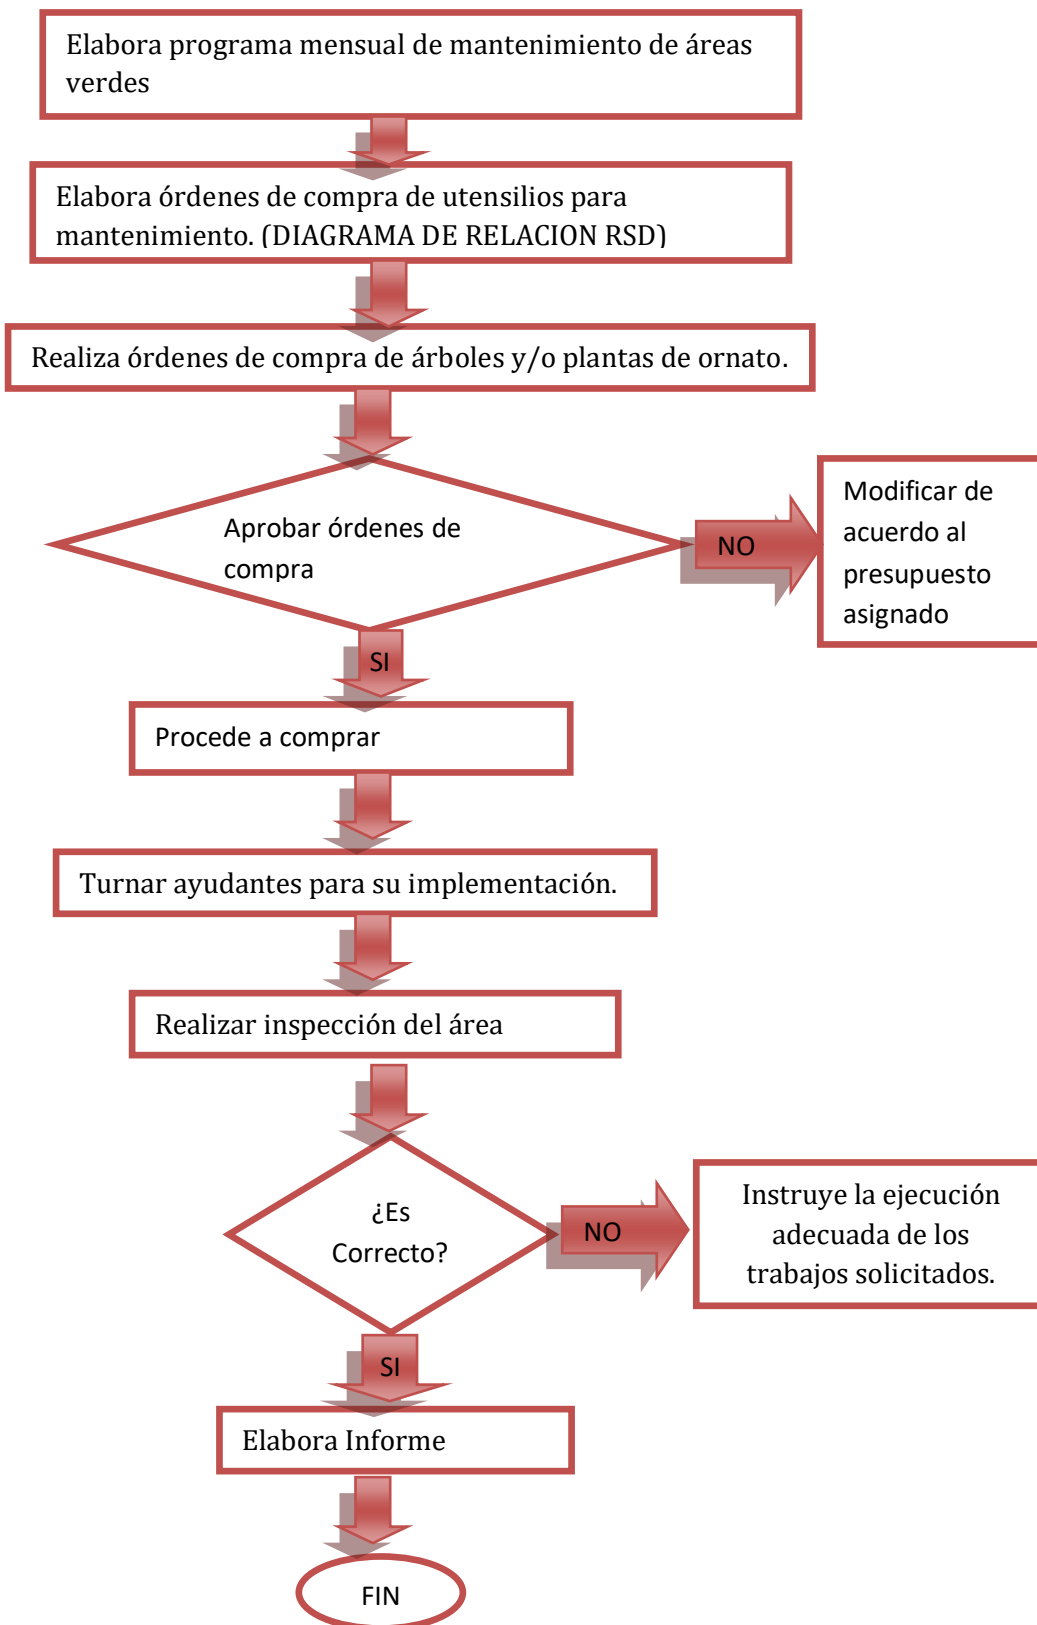 Elabora programa mensual de mantenimiento de áreas
verdes
Elabora órdenes de compra de utensilios para
mantenimiento. (DIAGRAMA DE RELACION RSD)
Realiza órdenes de compra de árboles y/o plantas de ornato.
Aprobar órdenes de
compra
NO
Modificar de
acuerdo al
presupuesto
asignado
SI
Procede a comprar
Turnar ayudantes para su implementación.
Realizar inspección del área
¿Es
Correcto?
NO
Instruye la ejecución
adecuada de los
trabajos solicitados.
SI
Elabora Informe
FIN